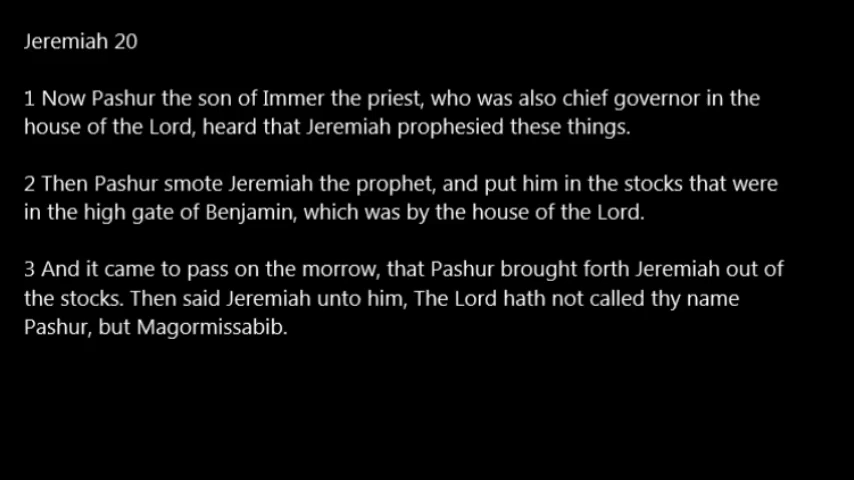 Jeremiah 20
1 Now Pashur the son of Immer the priest, who was also chief governor in the
house of the Lord, heard that Jeremiah prophesied these things.
2 Then Pashur smote Jeremiah the prophet, and put him in the stocks that were
in the high gate of Benjamin, which was by the house of the Lord.
3 And it came to pass on the morrow, that Pashur brought forth Jeremiah out of
the stocks. Then said Jeremiah unto him, The Lord hath not called thy name
Pashur, but Magormissabib.